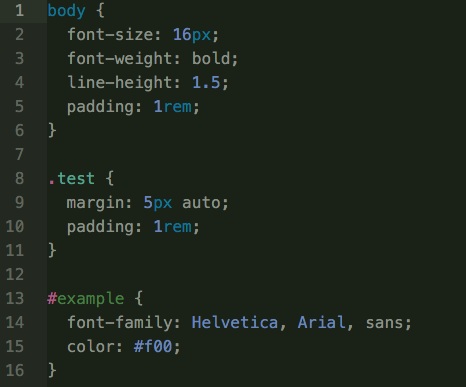 1 body {
2   font-size: 16px;
3   font-weight: bold;
4   line-height: 1.5;
5   padding: 1rem;
6 }
7
8 .test {
9   margin: 5px auto;
10   padding: 1rem;
11 }
12
13 #example {
14   font-family: Helvetica, Arial, sans;
15   color: #f00;
16 }